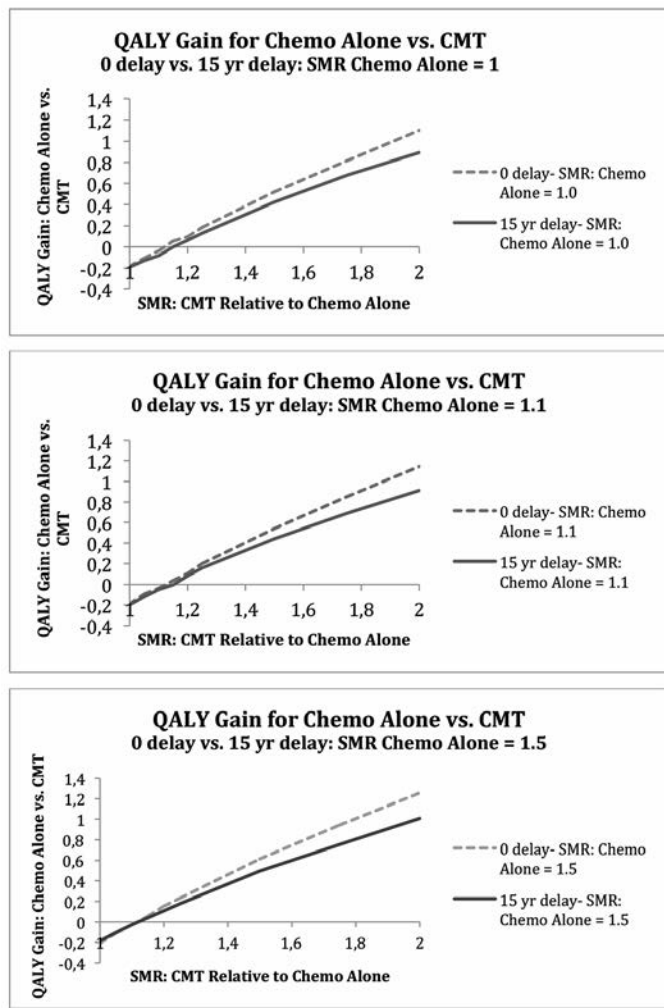 QALY Gain for Chemo Alone vs. CMT
0 delay vs. 15 yr delay: SMR Chemo Alone = 1
QALY Gain: Chemo Alone vs.
CMT
1,4
1,2
1
0,8
0,6
0,4
0,2
0
-0,2
-0,4
1 1,2 1,4 1,6 1,8 2
SMR: CMT Relative to Chemo Alone
0 delay- SMR: Chemo
Alone = 1.0
15 yr delay- SMR:
Chemo Alone = 1.0
QALY Gain for Chemo Alone vs. CMT
0 delay vs. 15 yr delay: SMR Chemo Alone = 1.1
QALY Gain: Chemo Alone vs.
CMT
1,4
1,2
1
0,8
0,6
0,4
0,2
0
-0,2
-0,4
1 1,2 1,4 1,6 1,8 2
SMR: CMT Relative to Chemo Alone
0 delay- SMR: Chemo
Alone = 1.1
15 yr delay- SMR:
Chemo Alone = 1.1
QALY Gain for Chemo Alone vs. CMT
0 delay vs. 15 yr delay: SMR Chemo Alone = 1.5
QALY Gain: Chemo Alone vs. CMT
1,4
1,2
1
0,8
0,6
0,4
0,2
0
-0,2
-0,4
1 1,2 1,4 1,6 1,8 2
SMR: CMT Relative to Chemo Alone
0 delay- SMR: Chemo
Alone = 1.5
15 yr delay- SMR:
Chemo Alone = 1.5